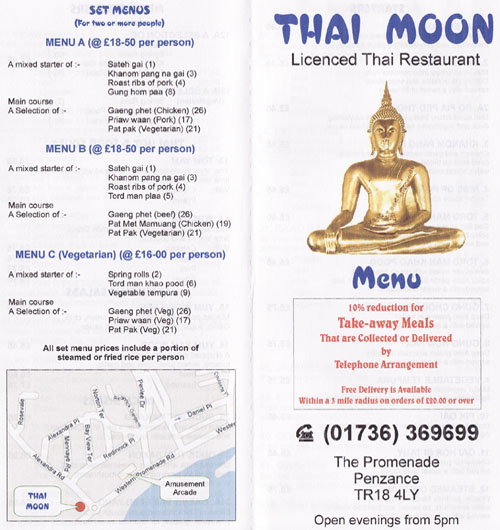 SET MENUS
(For two or more people)
MENU A (@ £18-50 per person)
A mixed starter of :- Sateh gai (1)
Khanom pang na gai (3)
Roast ribs of pork (4)
Gung hom paa (8)
Main course
A Selection of :- Gaeng phet (Chicken) (26)
Priaw waan (Pork) (17)
Pat pak (Vegetarian) (21)
MENU B (@ £18-50 per person)
A mixed starter of :- Sateh gai (1)
Khanom pang na gai (3)
Roast ribs of pork (4)
Tord man plaa (5)
Main course
A Selection of :- Gaeng phet (beef) (26)
Pat Met Mamuang (Chicken) (19)
Pat Pak (Vegetarian) (21)
MENU C (Vegetarian) (@ £16-00 per person)
A mixed starter of :- Spring rolls (2)
Tord man khao pood (6)
Vegetable tempura (9)
Main course
A Selection of :- Gaeng phet (Veg) (26)
Priaw waan (Veg) (17)
Pat Pak (Veg) (21)
All set menu prices include a portion of
steamed or fried rice per person
Rosevale
Alexandra Pl
Alexandra Rd
Mennaye Rd
Bay View Ter
Norton Ter
Redinnick Pl
Penlee Dr
Daniel Pl
Western Promenade Rd
Amusement
Arcade
THAI
MOON
THAI MOON
Licenced Thai Restaurant
Menu
10% reduction for
Take-away Meals
That are Collected or Delivered
by
Telephone Arrangement
Free Delivery is Available
Within a 3 mile radius on orders of £20.00 or over
(01736) 369699
The Promenade
Penzance
TR18 4LY
Open evenings from 5pm